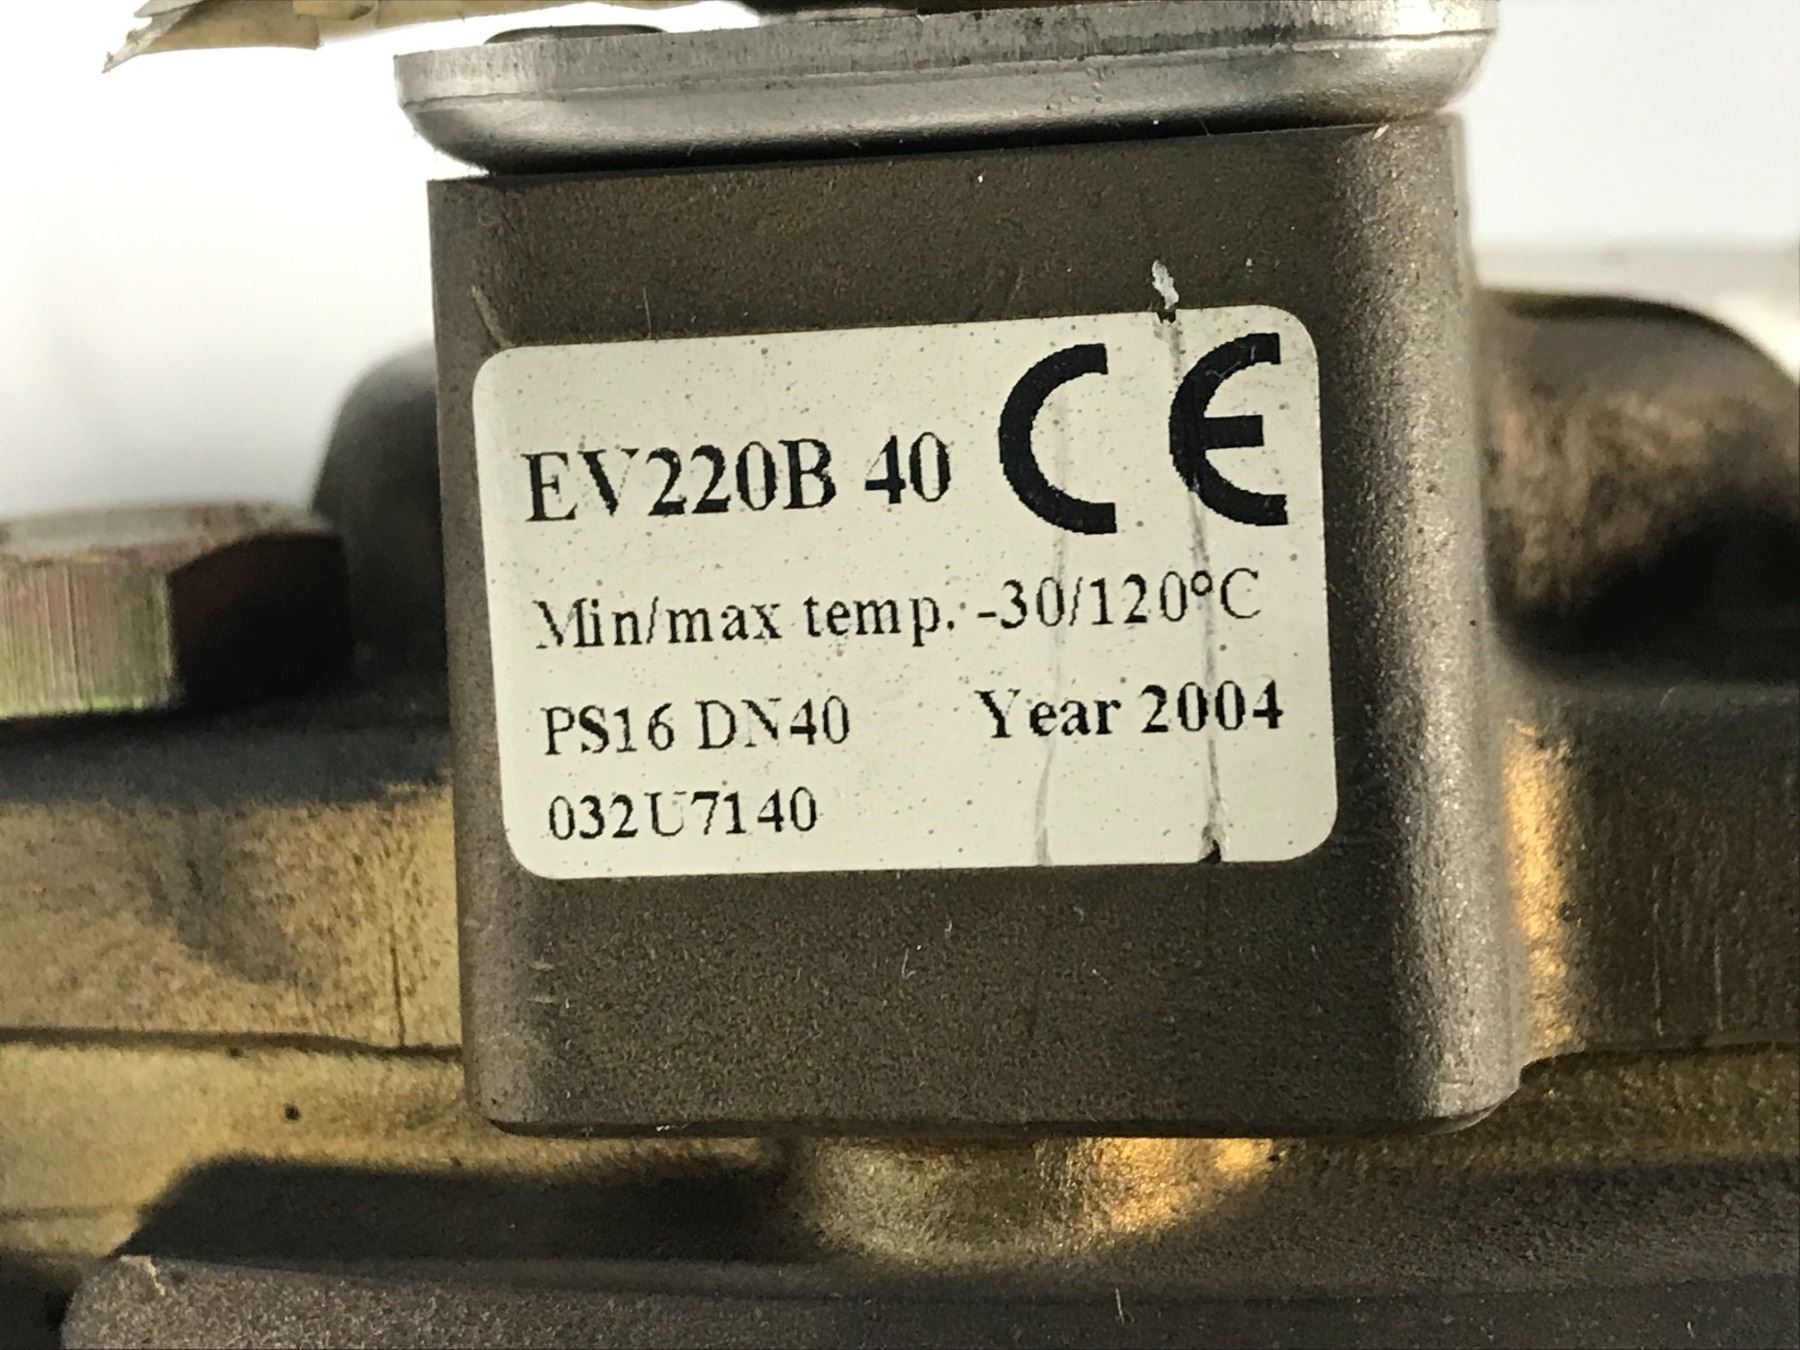 EV220B 40 CE
Min/max temp. -30/120°C
PS16 DN40 Year 2004
032U7140